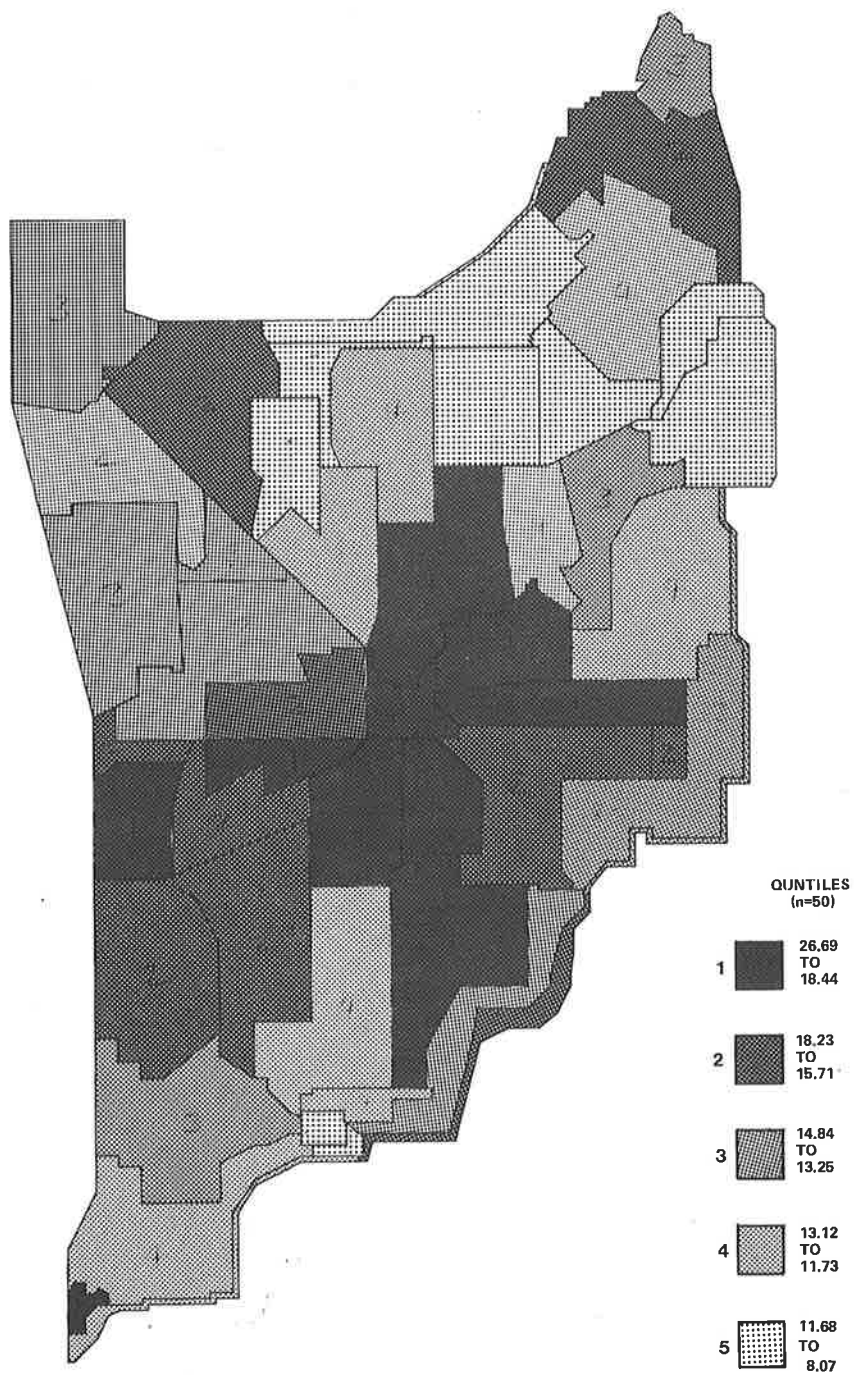 QUNTILES
(n=50)
1
26.69
TO
18.44
2
18.23
TO
15.71
3
14.84
TO
13.25
4
13.12
TO
11.73
5
11.68
TO
8.07